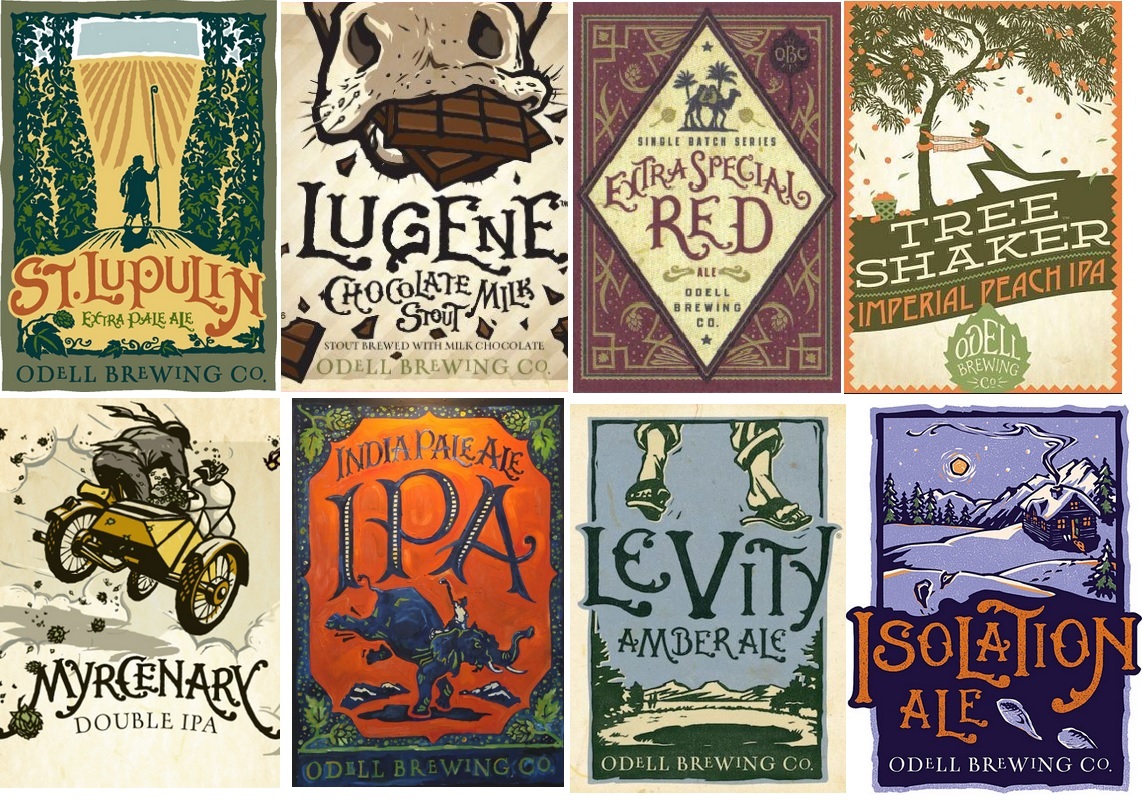 ST. LUPULIN
EXTRA PALE ALE
ODELL BREWING CO.
LUGENE™
CHOCOLATE MILK
STOUT
STOUT BREWED WITH MILK CHOCOLATE
ODELL BREWING CO.
OBC
SINGLE BATCH SERIES
EXTRA SPECIAL
RED
ALE
ODELL
BREWING
CO.
TREE
SHAKER
IMPERIAL PEACH IPA
ODELL
BREWING
CO
MYRCENARY
DOUBLE IPA
INDIA PALE ALE
IPA
ODELL BREWING CO.
LEVITY
AMBER ALE
ODELL BREWING CO.
ISOLATION
ALE
ODELL BREWING CO.